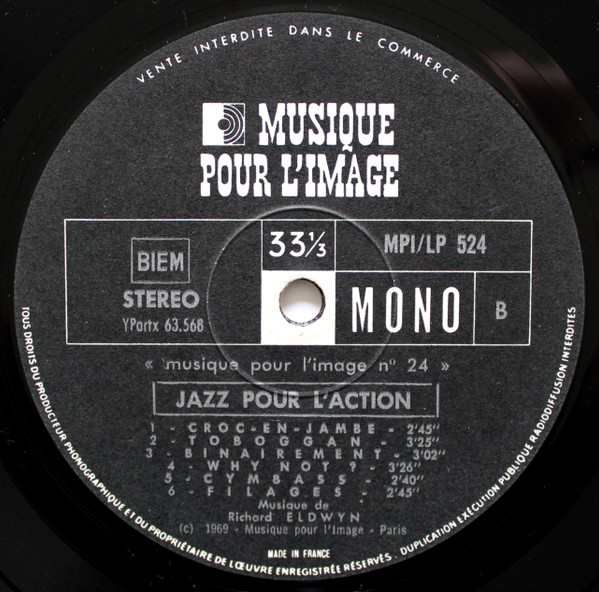 VENTE INTERDITE DANS LE COMMERCE
MUSIQUE
POUR L'IMAGE
BIEM
STEREO
YPartx 63.568
33 1/3
MPI/LP 524
MONO
B
« musique pour l'image nº 24 »
JAZZ POUR L'ACTION
1 - CROC-EN-JAMBE - 2'45"
2 - TOBOGGAN - 3'25"
3 - BINAIREMENT - 3'02"
4 - WHY NOT ? - 3'26"
5 - CYMBASS - 2'40"
6 - FILAGES - 2'45"
Musique de
Richard ELDWYN
(c) 1969 - Musique pour l'Image - Paris
MADE IN FRANCE
TOUS DROITS DU PRODUCTEUR PHONOGRAPHIQUE ET DU PROPRIÉTAIRE DE L'ŒUVRE ENREGISTRÉE RÉSERVÉS. DUPLICATION EXÉCUTION PUBLIQUE RADIODIFFUSION INTERDITES